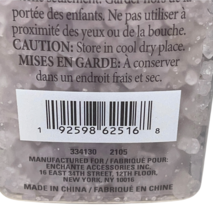 portée des enfants. Ne pas utiliser à
proximité des yeux ou de la bouche.
CAUTION: Store in cool dry place.
MISES EN GARDE: A conserver
dans un endroit frais et sec.
1 92598 62516 8
334130 2105
MANUFACTURED FOR / FABRIQUÉ POUR:
ENCHANTE ACCESSORIES INC.
16 EAST 34TH STREET, 12TH FLOOR,
NEW YORK, NY 10016
MADE IN CHINA / FABRIQUÉ EN CHINE